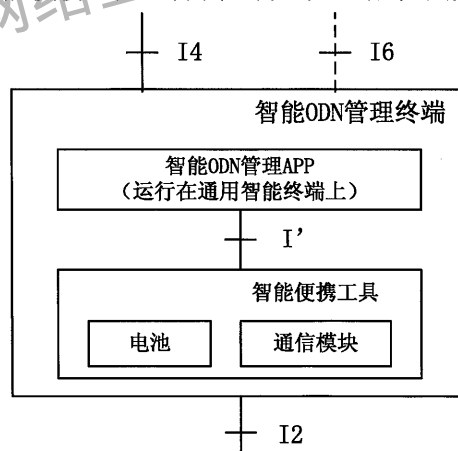 网络
I4
I6
智能ODN管理终端
智能ODN管理APP
（运行在通用智能终端上）
I'
智能便携工具
电池
通信模块
I2